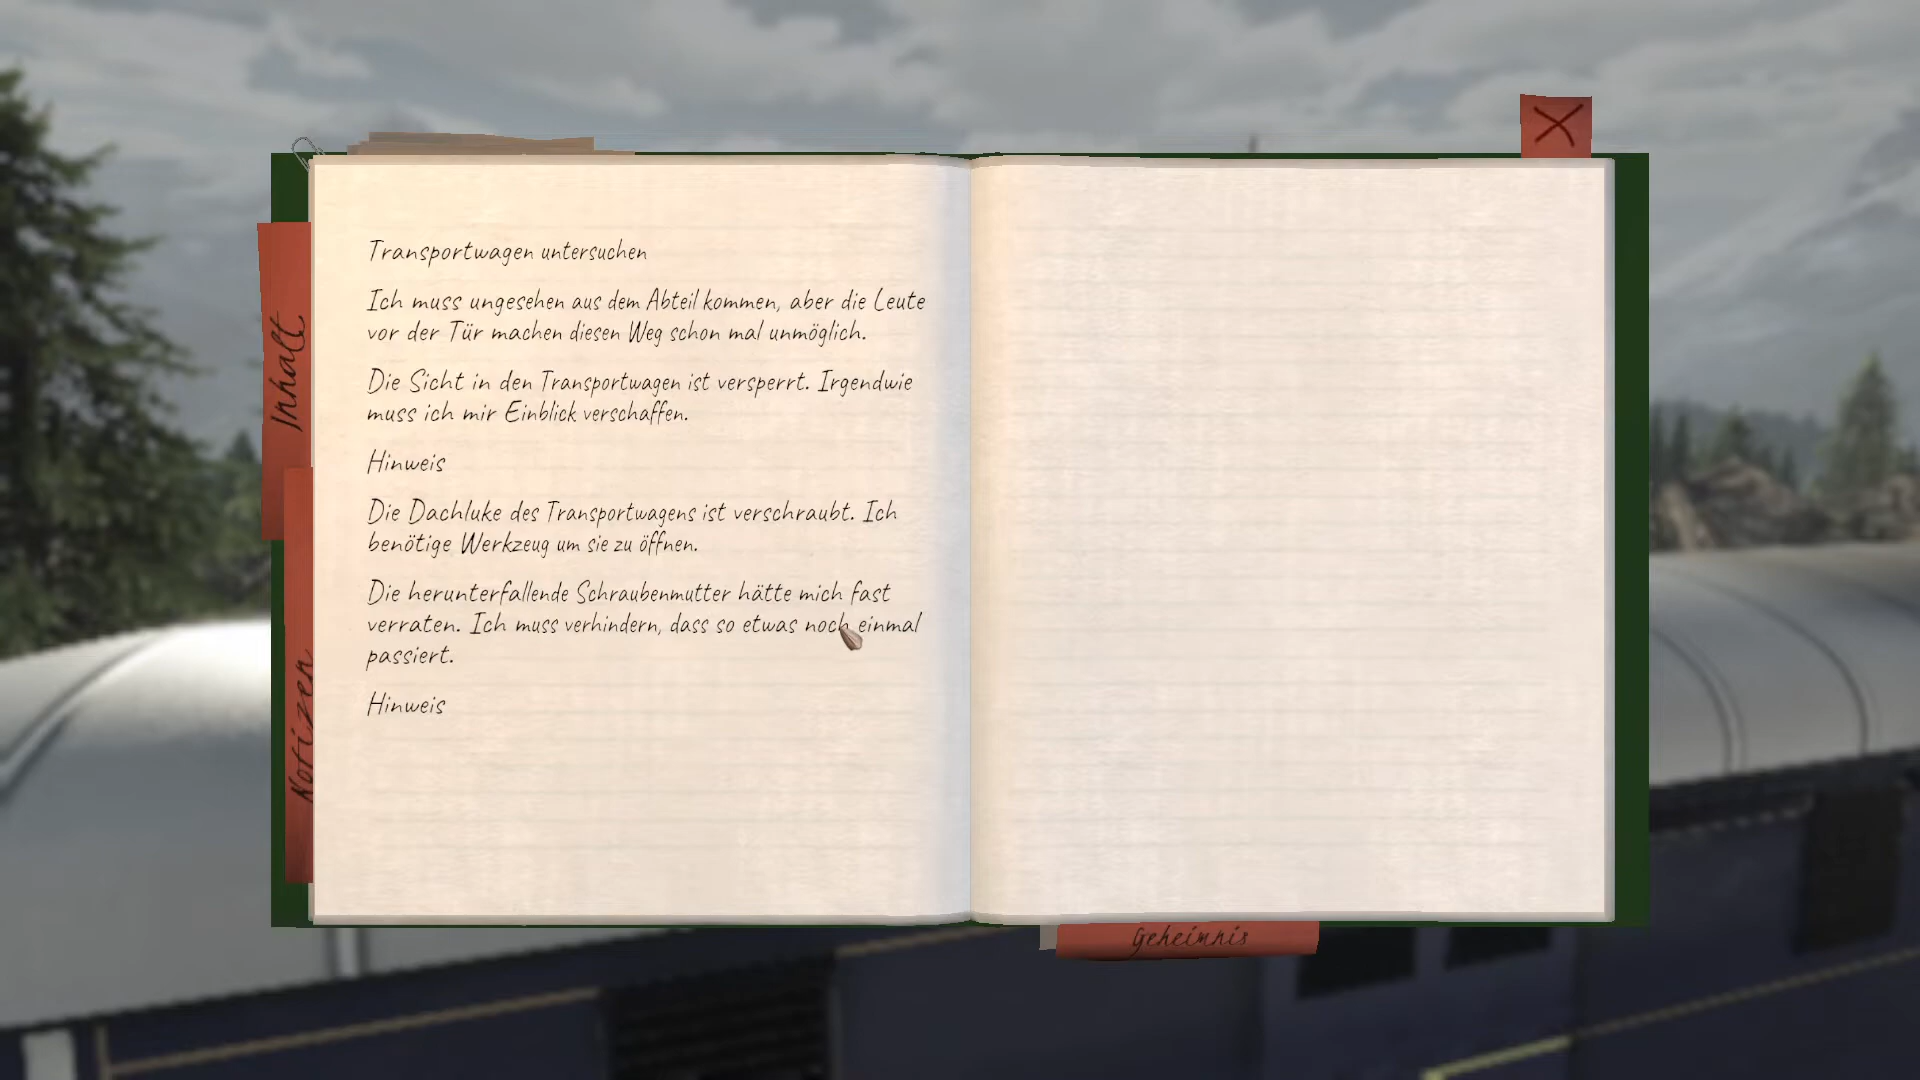 Transportwagen untersuchen
Ich muss ungesehen aus dem Abteil kommen, aber die Leute
vor der Tür machen diesen Weg schon mal unmöglich.
Die Sicht in den Transportwagen ist versperrt. Irgendwie
muss ich mir Einblick verschaffen.
Hinweis
Die Dachluke des Transportwagens ist verschraubt. Ich
benötige Werkzeug um sie zu öffnen.
Die herunterfallende Schraubenmutter hätte mich fast
verraten. Ich muss verhindern, dass so etwas noch einmal
passiert.
Hinweis
Inhalt
Notizen
Geheimnis